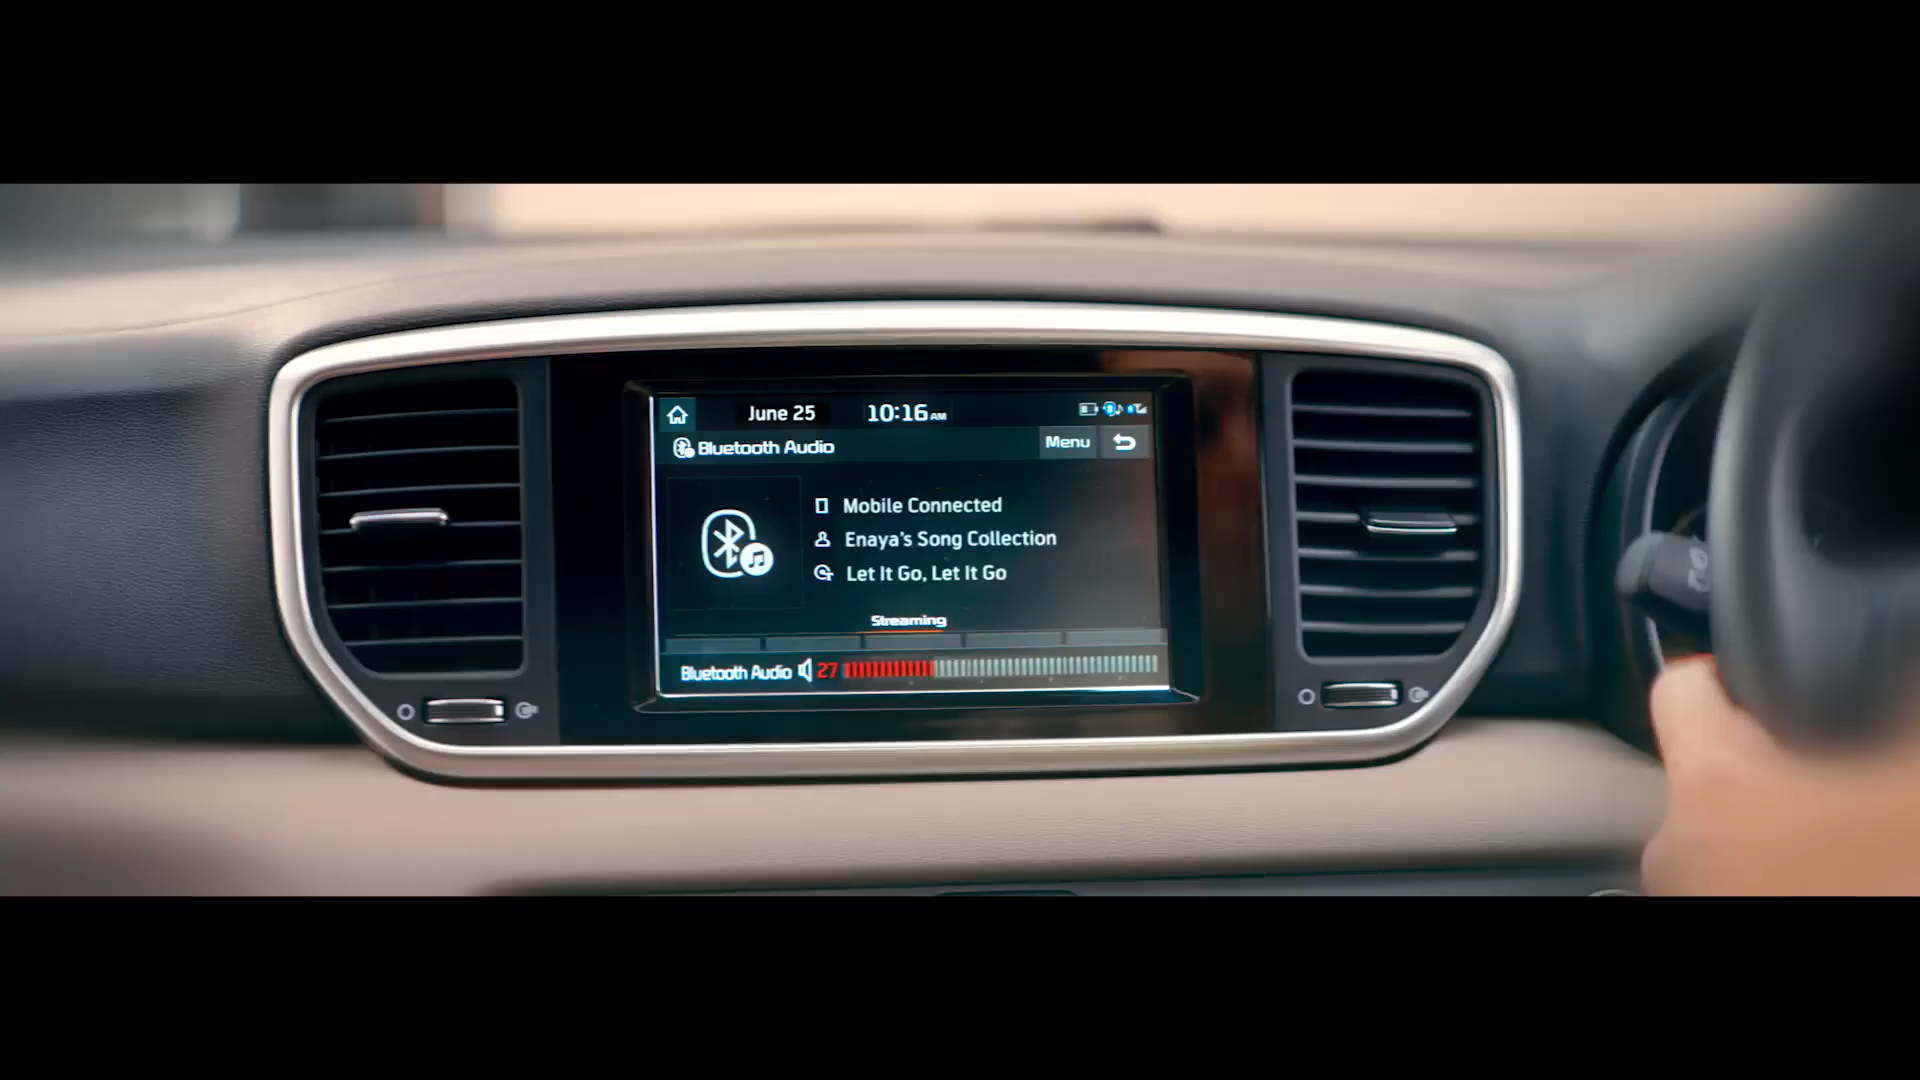 June 25 10:16 AM
Bluetooth Audio Menu
Mobile Connected
Enaya's Song Collection
Let It Go, Let It Go
Streaming
Bluetooth Audio 27